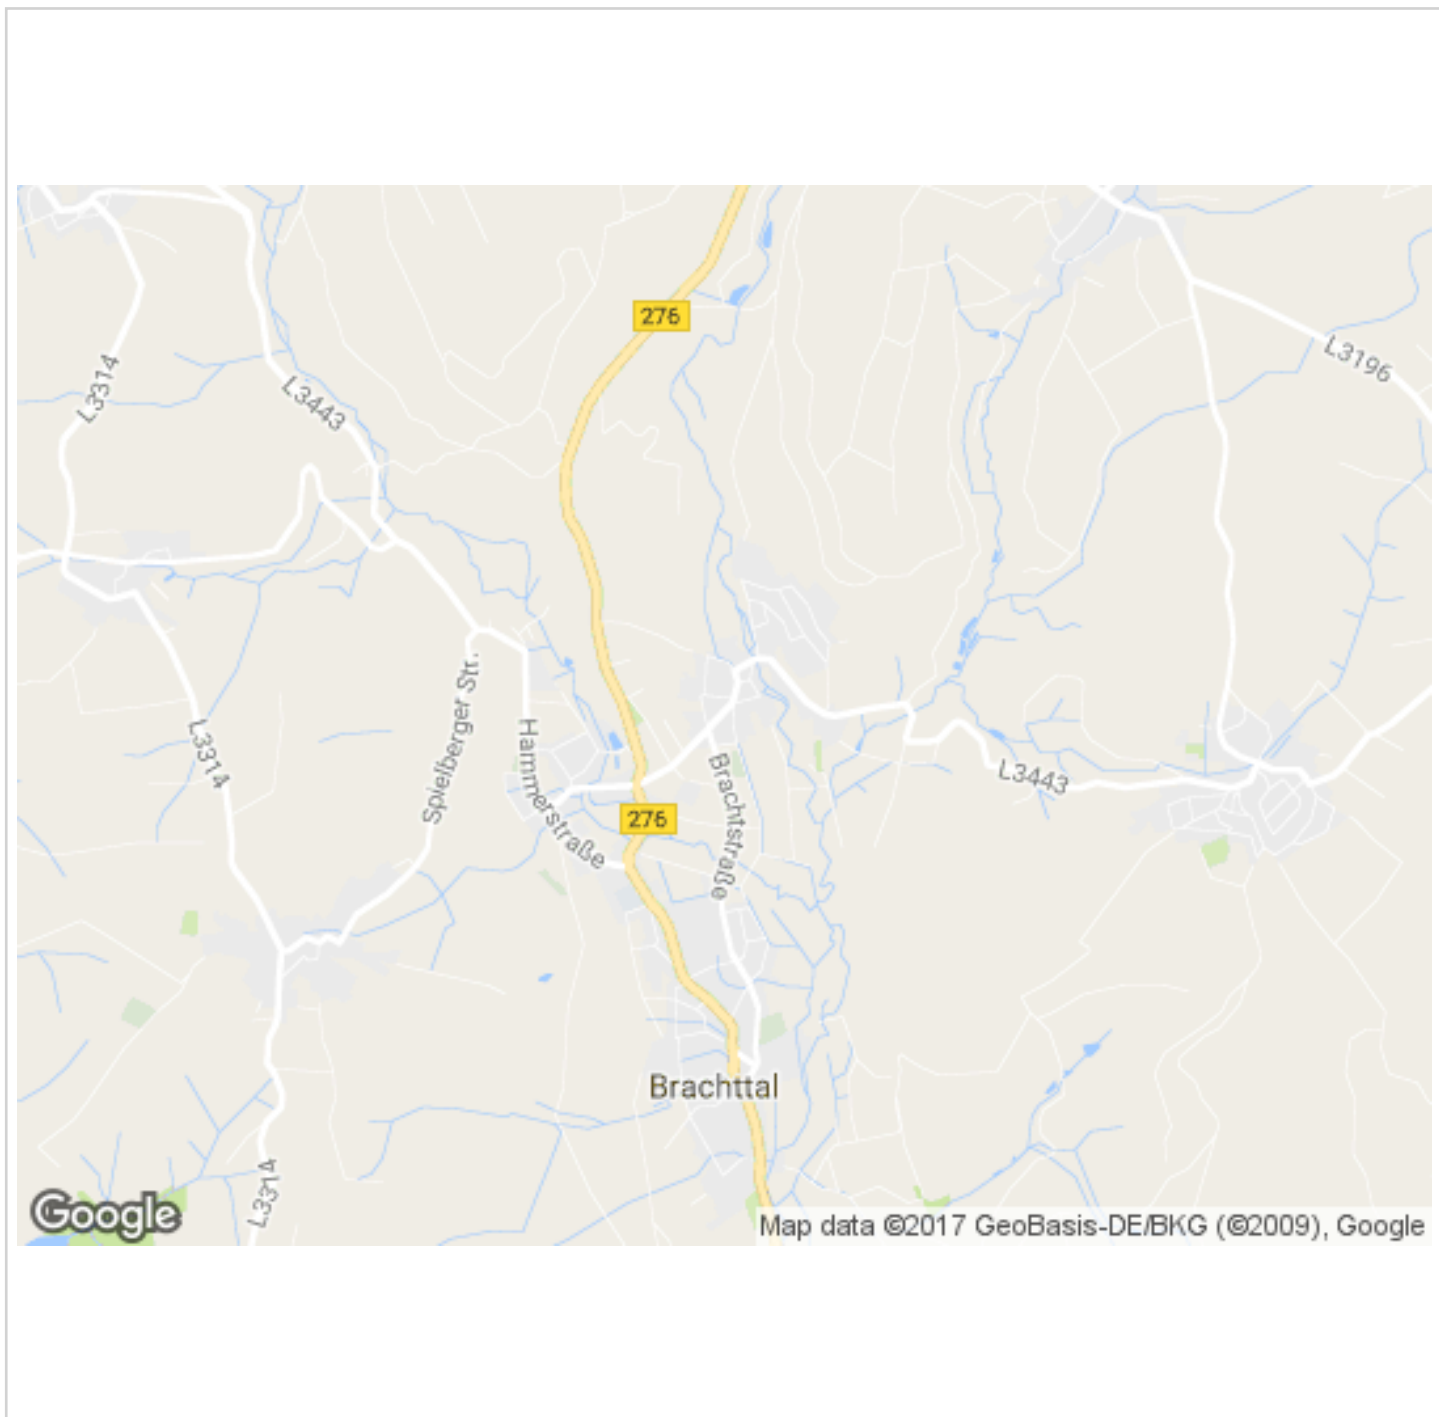 276
L3196
L3314
L3443
Spielberger Str.
L3314
Hammerstraße
Brachtstraße
L3443
276
Brachttal
L3314
Google
Map data ©2017 GeoBasis-DE/BKG (©2009), Google